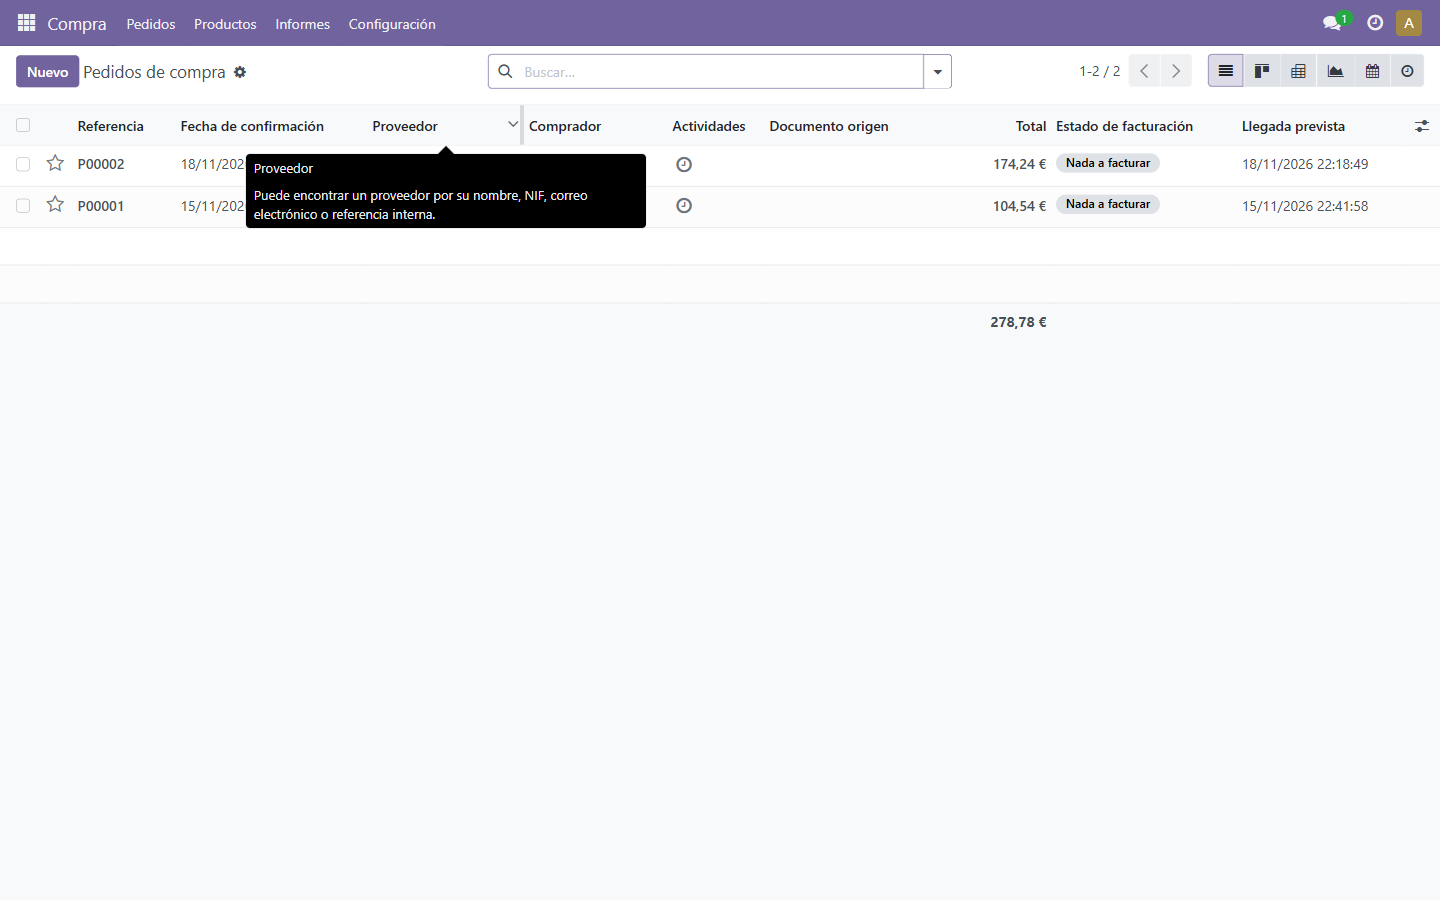 Compra Pedidos Productos Informes Configuración 1 A
Nuevo Pedidos de compra Buscar... 1-2 / 2
Referencia Fecha de confirmación Proveedor Comprador Actividades Documento origen Total Estado de facturación Llegada prevista
P00002 18/11/202 174,24 € Nada a facturar 18/11/2026 22:18:49
P00001 15/11/202 104,54 € Nada a facturar 15/11/2026 22:41:58
Proveedor
Puede encontrar un proveedor por su nombre, NIF, correo
electrónico o referencia interna.
278,78 €